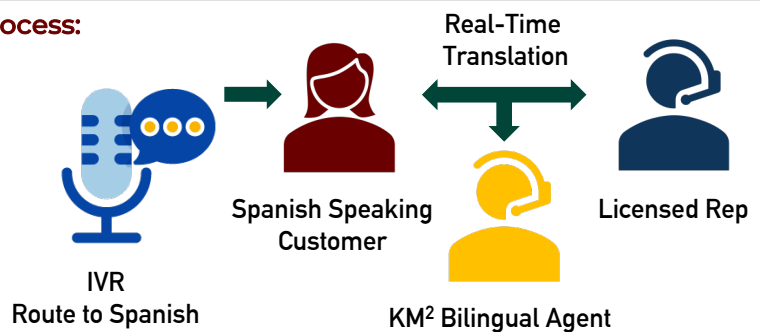 ocess:
Real-Time
Translation
Spanish Speaking
Customer
Licensed Rep
IVR
Route to Spanish
KM² Bilingual Agent